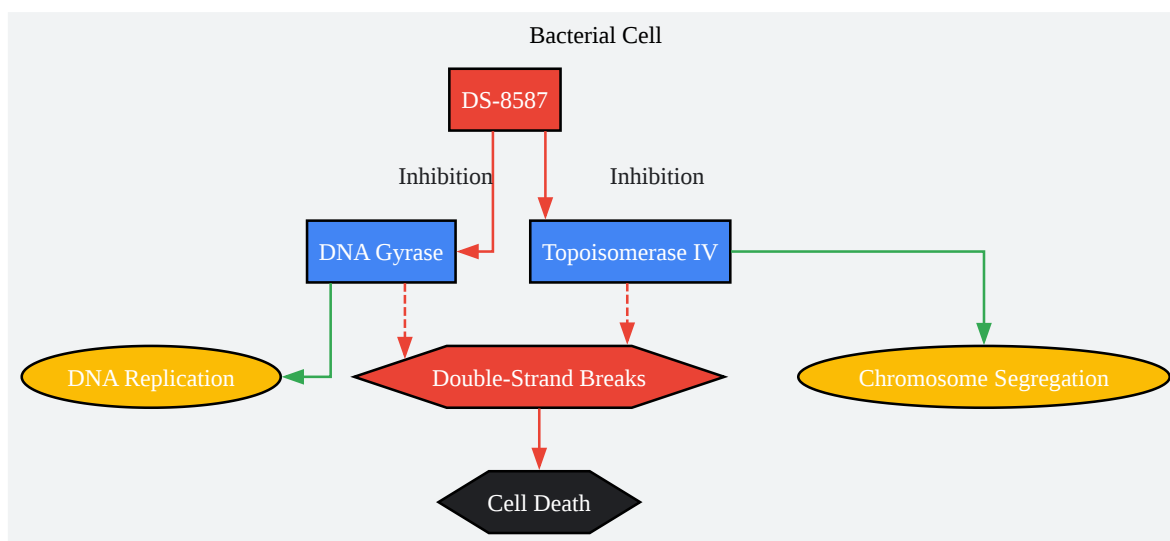 Bacterial Cell
DS-8587
Inhibition
Inhibition
DNA Gyrase
Topoisomerase IV
DNA Replication
Double-Strand Breaks
Chromosome Segregation
Cell Death